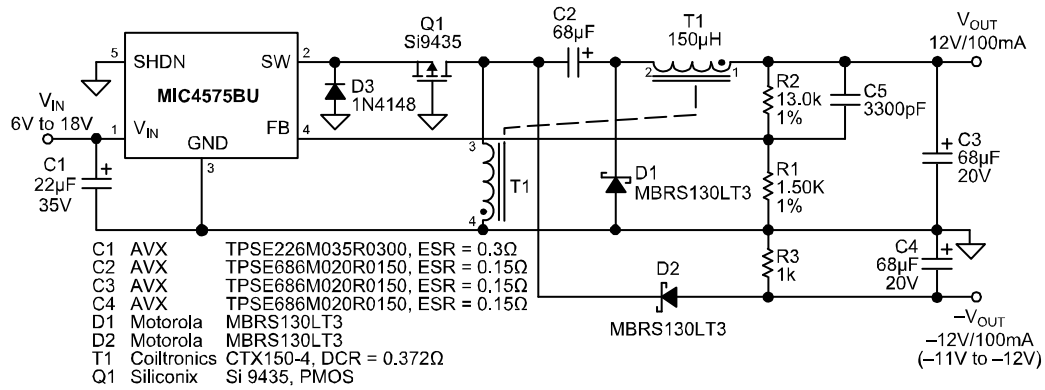 Q1
Si9435
C2
68µF
+
T1
150µH
2
1
VOUT
12V/100mA
5
SHDN
SW
2
MIC4575BU
D3
1N4148
R2
13.0k
1%
C5
3300pF
VIN
6V to 18V
1
VIN
GND
3
FB
4
C1
22µF
35V
+
3
T1
4
D1
MBRS130LT3
R1
1.50K
1%
+
C3
68µF
20V
R3
1k
C4
68µF
20V
+
D2
MBRS130LT3
–VOUT
–12V/100mA
(–11V to –12V)
C1 AVX TPSE226M035R0300, ESR = 0.3Ω
C2 AVX TPSE686M020R0150, ESR = 0.15Ω
C3 AVX TPSE686M020R0150, ESR = 0.15Ω
C4 AVX TPSE686M020R0150, ESR = 0.15Ω
D1 Motorola MBRS130LT3
D2 Motorola MBRS130LT3
T1 Coiltronics CTX150-4, DCR = 0.372Ω
Q1 Siliconix Si 9435, PMOS